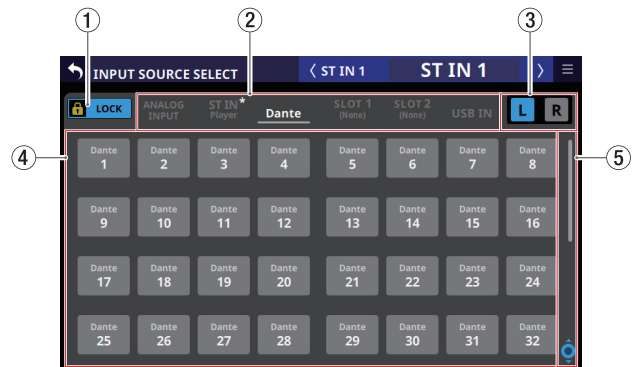 1 2 3
INPUT SOURCE SELECT ST IN 1 ST IN 1
LOCK ANALOG INPUT ST IN* Player Dante SLOT 1 (None) SLOT 2 (None) USB IN L R
4 5
Dante 1 Dante 2 Dante 3 Dante 4 Dante 5 Dante 6 Dante 7 Dante 8
Dante 9 Dante 10 Dante 11 Dante 12 Dante 13 Dante 14 Dante 15 Dante 16
Dante 17 Dante 18 Dante 19 Dante 20 Dante 21 Dante 22 Dante 23 Dante 24
Dante 25 Dante 26 Dante 27 Dante 28 Dante 29 Dante 30 Dante 31 Dante 32